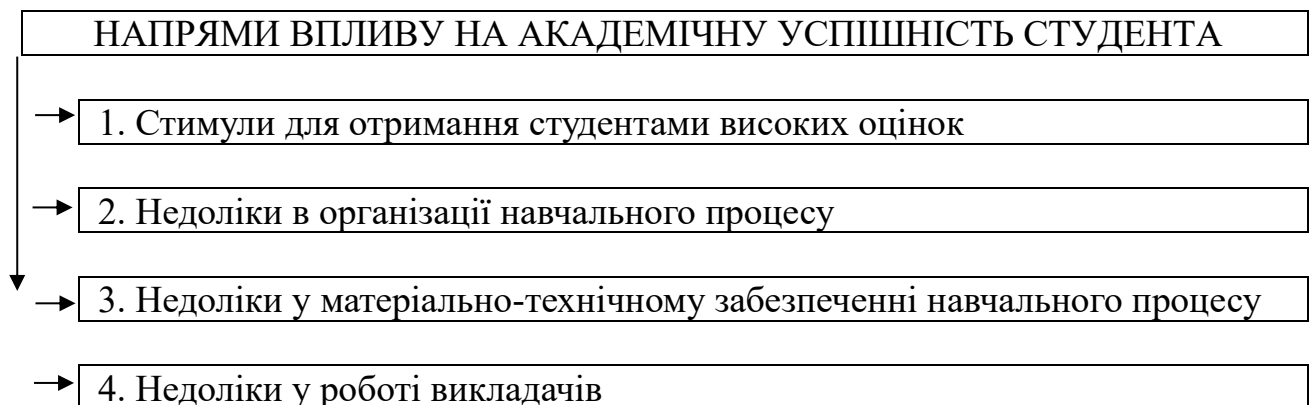 НАПРЯМИ ВПЛИВУ НА АКАДЕМІЧНУ УСПІШНІСТЬ СТУДЕНТА
1. Стимули для отримання студентами високих оцінок
2. Недоліки в організації навчального процесу
3. Недоліки у матеріально-технічному забезпеченні навчального процесу
4. Недоліки у роботі викладачів